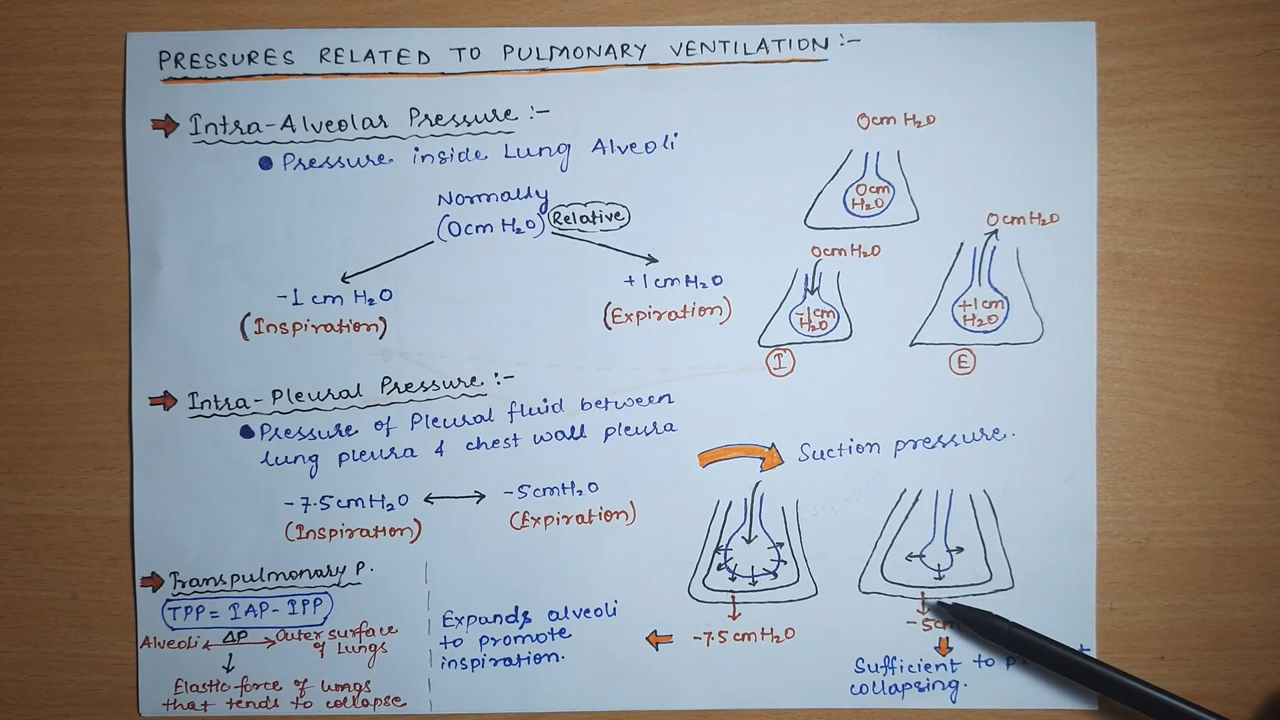 PRESSURES RELATED TO PULMONARY VENTILATION :-
Intra-Alveolar Pressure :-
Pressure inside Lung Alveoli
Normally
(0cm H₂O) Relative
-1 cm H₂O
(Inspiration)
+1 cm H₂O
(Expiration)
0cm H₂O
0cm
H₂O
0cm H₂O
-1cm
H₂O
I
0cm H₂O
+1cm
H₂O
E
Intra-Pleural Pressure :-
Pressure of Pleural fluid between
lung pleura & chest wall pleura
-7.5cmH₂O ⟷ -5cmH₂O
(Inspiration) (Expiration)
Suction pressure.
-7.5cmH₂O
-5cm
Sufficient to
collapsing.
Expands alveoli
to promote
inspiration.
Transpulmonary P.
TPP = IAP - IPP
Alveoli ΔP Outer surface
of Lungs
Elastic force of lungs
that tends to collapse